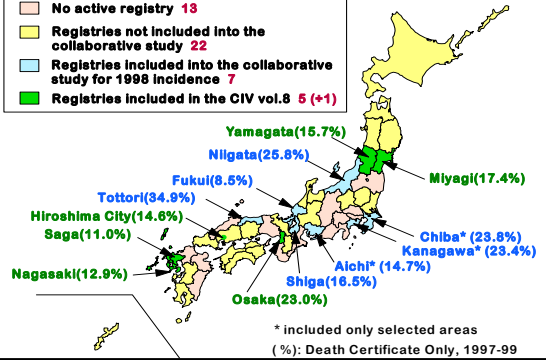 No active registry 13
Registries not included into the
collaborative study 22
Registries included into the collaborative
study for 1998 incidence 7
Registries included in the CIV vol.8 5 (+1)
Yamagata(15.7%)
Niigata(25.8%)
Miyagi(17.4%)
Fukui(8.5%)
Tottori(34.9%)
Hiroshima City(14.6%)
Saga(11.0%)
Chiba* (23.8%)
Kanagawa* (23.4%)
Aichi* (14.7%)
Nagasaki(12.9%)
Shiga(16.5%)
Osaka(23.0%)
* included only selected areas
( %): Death Certificate Only, 1997-99